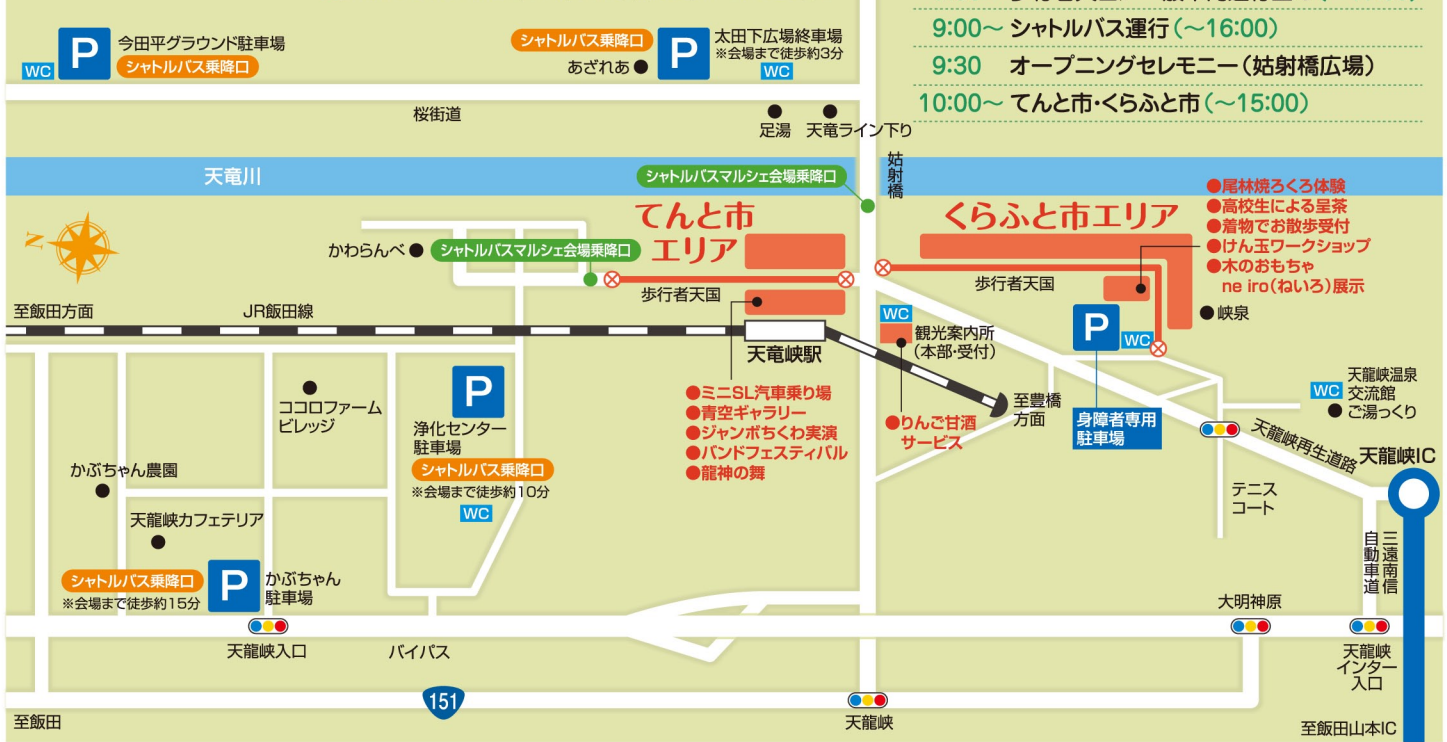 9:00～ シャトルバス運行（～16:00）
9:30 オープニングセレモニー（姑射橋広場）
10:00～ てんと市・くらふと市（～15:00）
P
今田平グラウンド駐車場
WC
シャトルバス乗降口
シャトルバス乗降口
P
太田下広場終車場
※会場まで徒歩約3分
あざれあ
WC
桜街道
足湯
天竜ライン下り
天竜川
シャトルバスマルシェ会場乗降口
姑射橋
N
かわらんべ
シャトルバスマルシェ会場乗降口
てんと市
エリア
くらふと市エリア
●尾林焼ろくろ体験
●高校生による呈茶
●着物でお散歩受付
●けん玉ワークショップ
●木のおもちゃ
ne iro(ねいろ)展示
歩行者天国
歩行者天国
至飯田方面
JR飯田線
天竜峡駅
WC
観光案内所
（本部・受付）
P
WC
峡泉
身障者専用
駐車場
●ミニSL汽車乗り場
●青空ギャラリー
●ジャンボちくわ実演
●バンドフェスティバル
●龍神の舞
●りんご甘酒
サービス
至豊橋
方面
WC
天龍峡温泉
交流館
ご湯っくり
ココロファーム
ビレッジ
P
浄化センター
駐車場
シャトルバス乗降口
※会場まで徒歩約10分
WC
天龍峡再生道路
天龍峡IC
テニス
コート
かぶちゃん農園
天龍峡カフェテリア
シャトルバス乗降口
※会場まで徒歩約15分
P
かぶちゃん
駐車場
三遠南信
自動車道
天龍峡入口
バイパス
大明神原
天龍峡
インター
入口
151
至飯田
天龍峡
至飯田山本IC